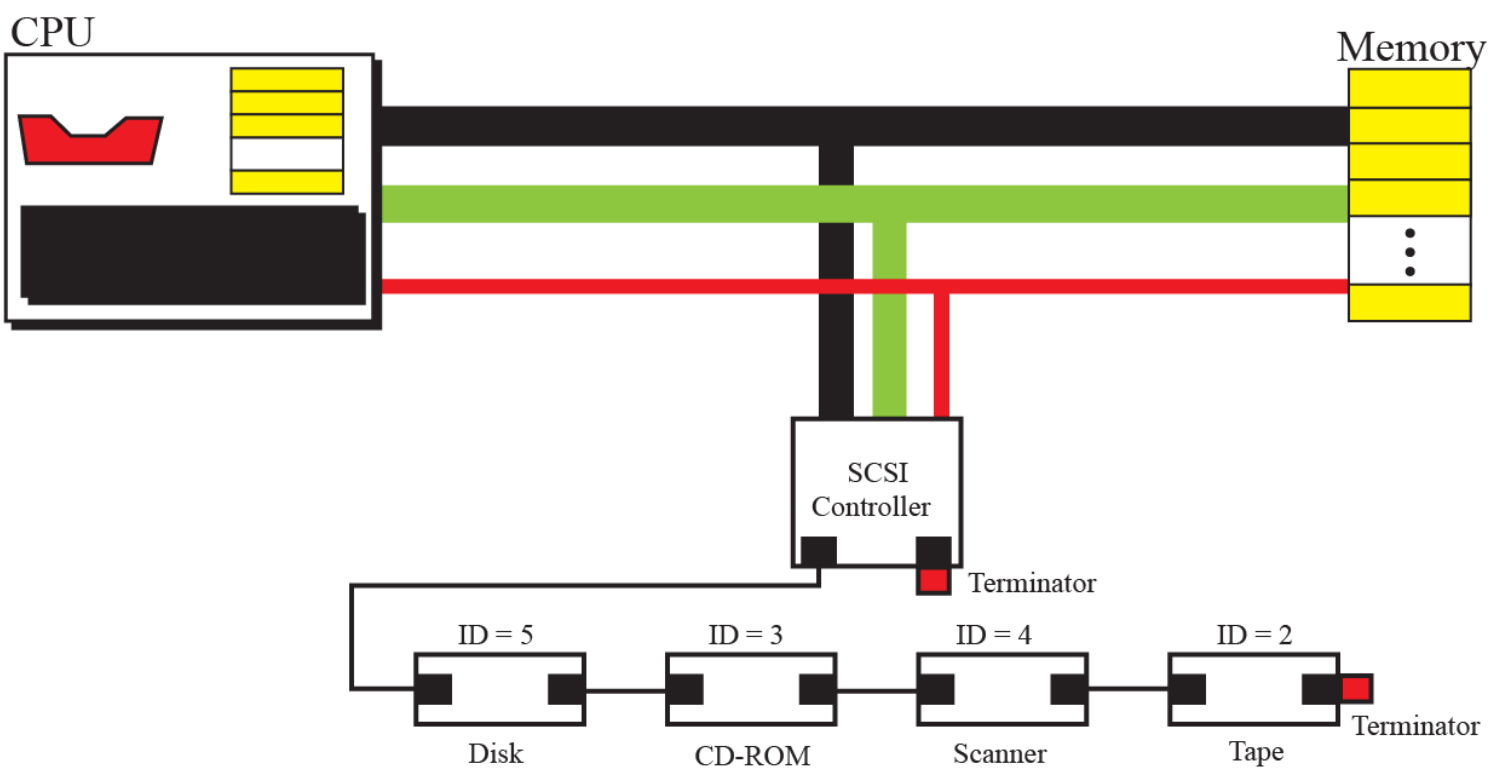 CPU
Memory
SCSI
Controller
Terminator
ID = 5
ID = 3
ID = 4
ID = 2
Terminator
Disk
CD-ROM
Scanner
Tape